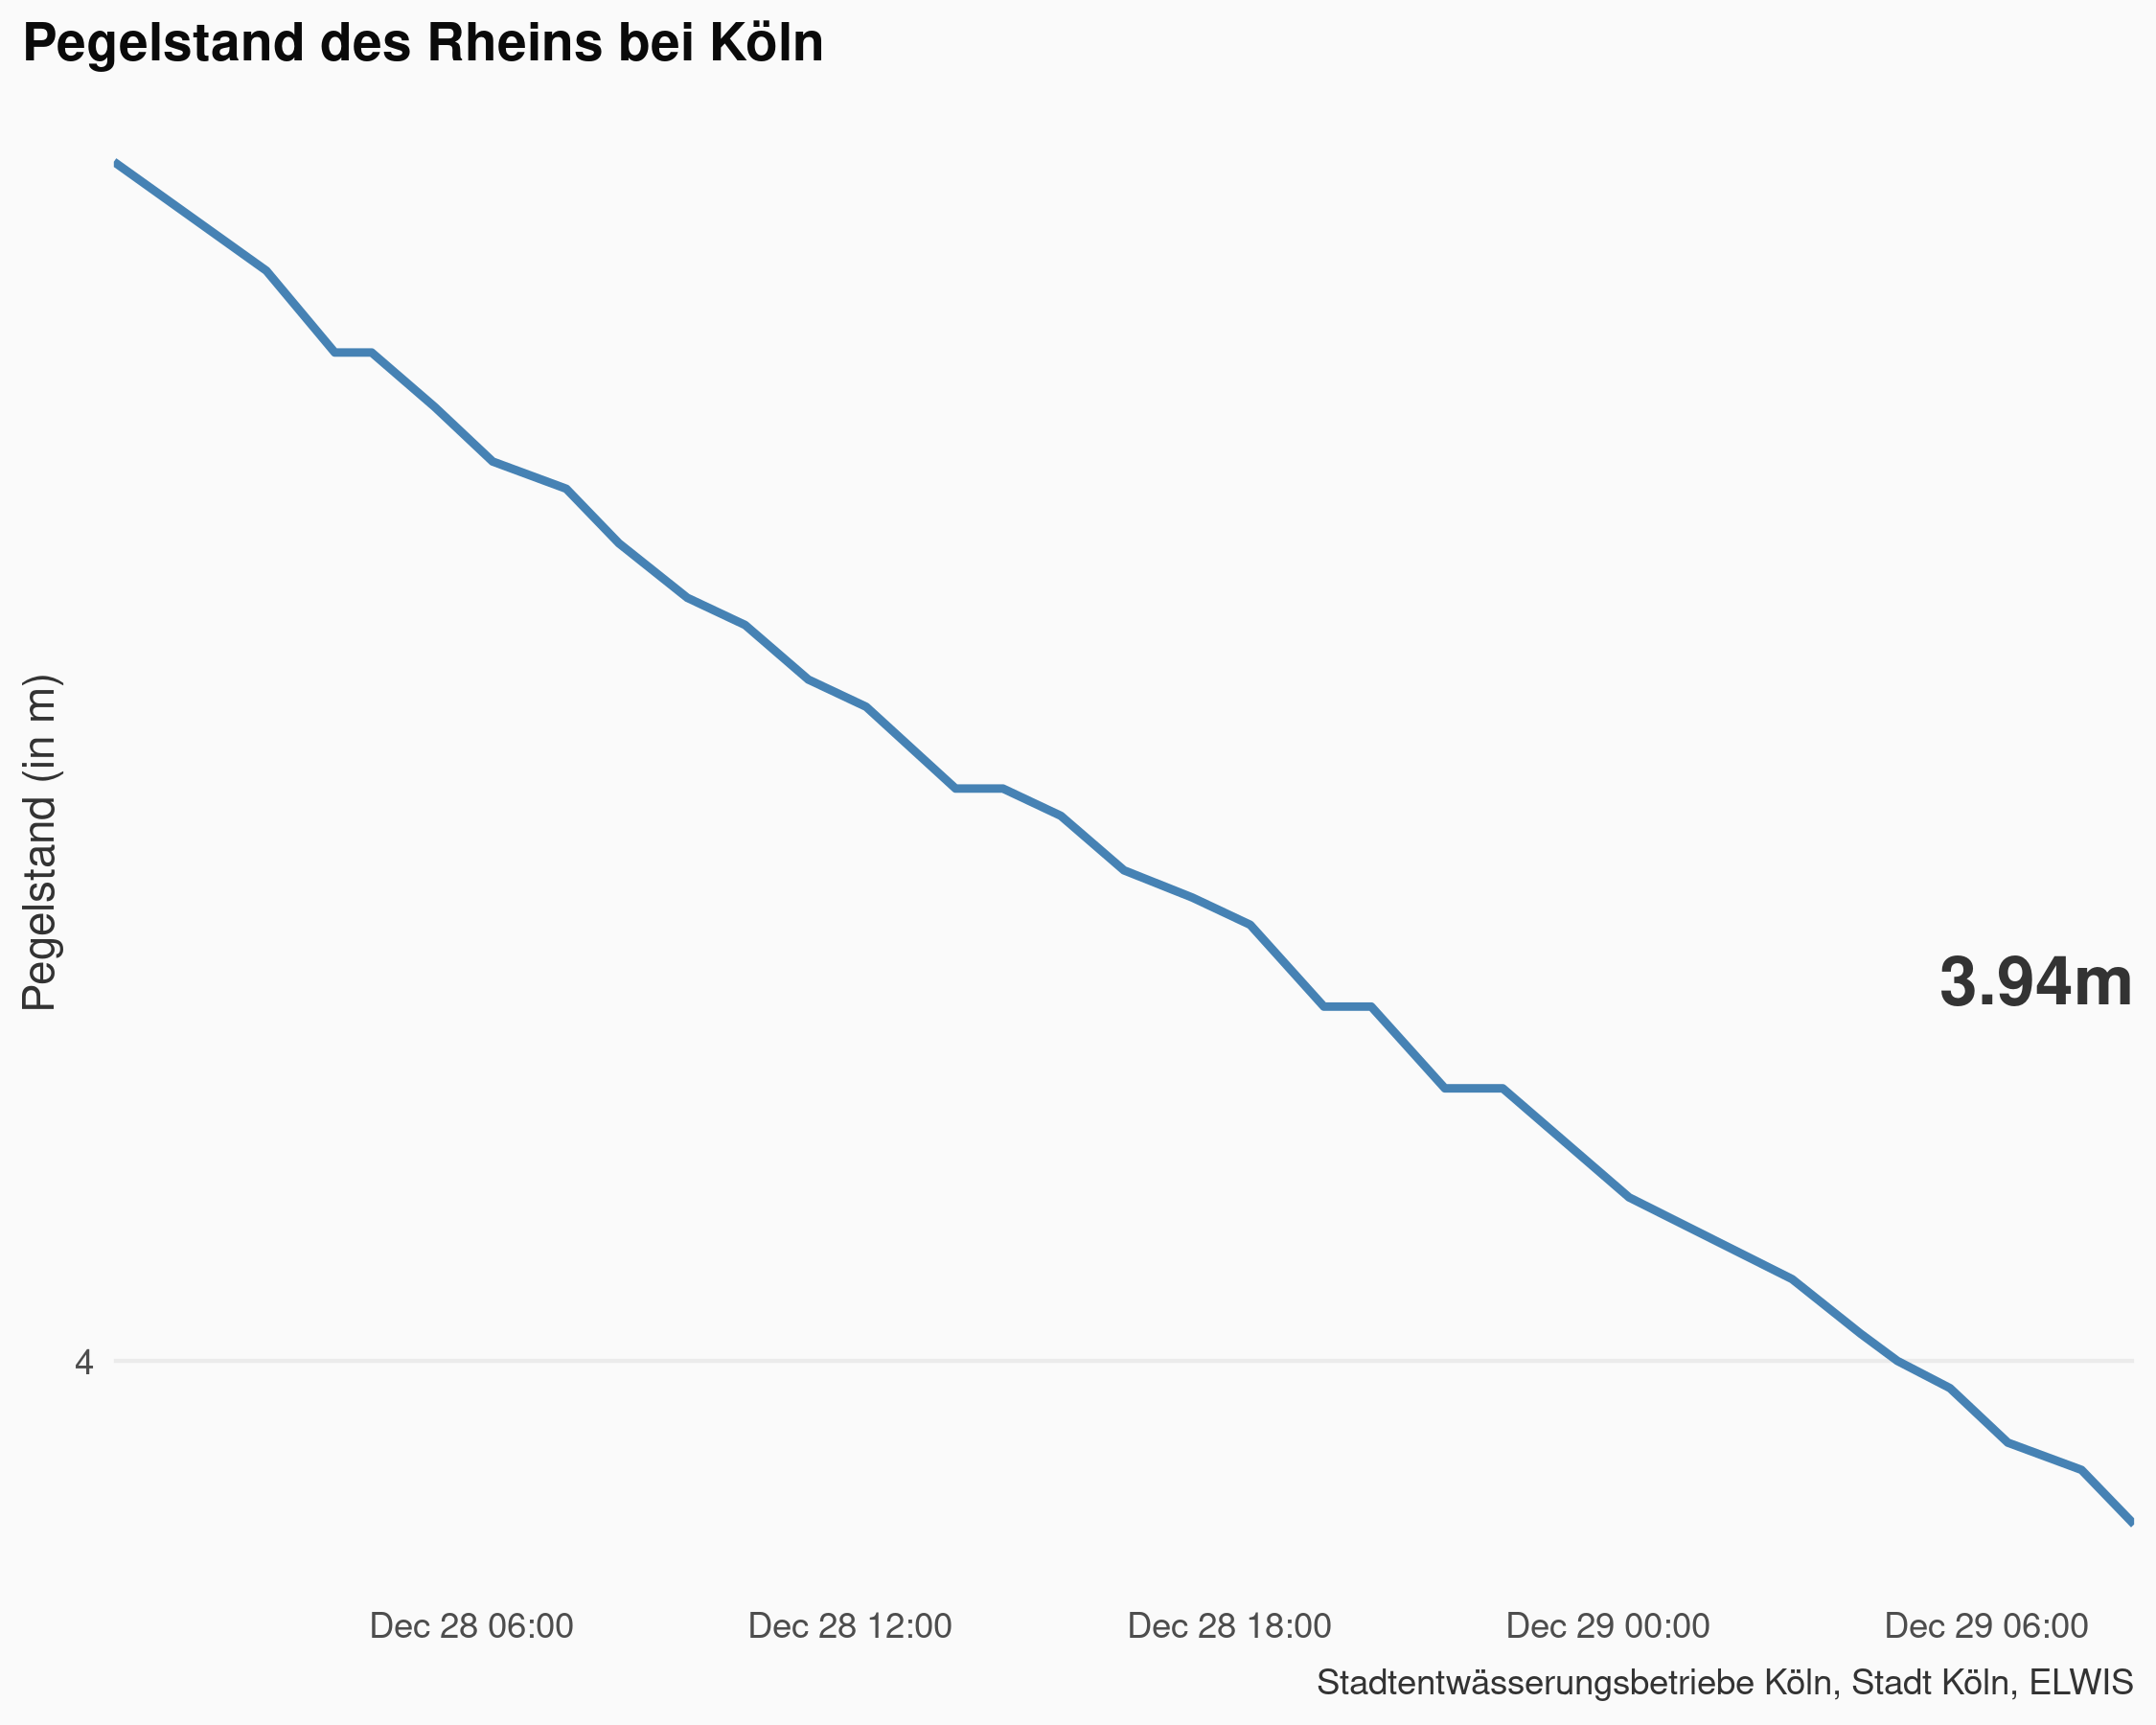 Pegelstand des Rheins bei Köln
Pegelstand (in m)
3.94m
4
Dec 28 06:00
Dec 28 12:00
Dec 28 18:00
Dec 29 00:00
Dec 29 06:00
Stadtentwässerungsbetriebe Köln, Stadt Köln, ELWIS